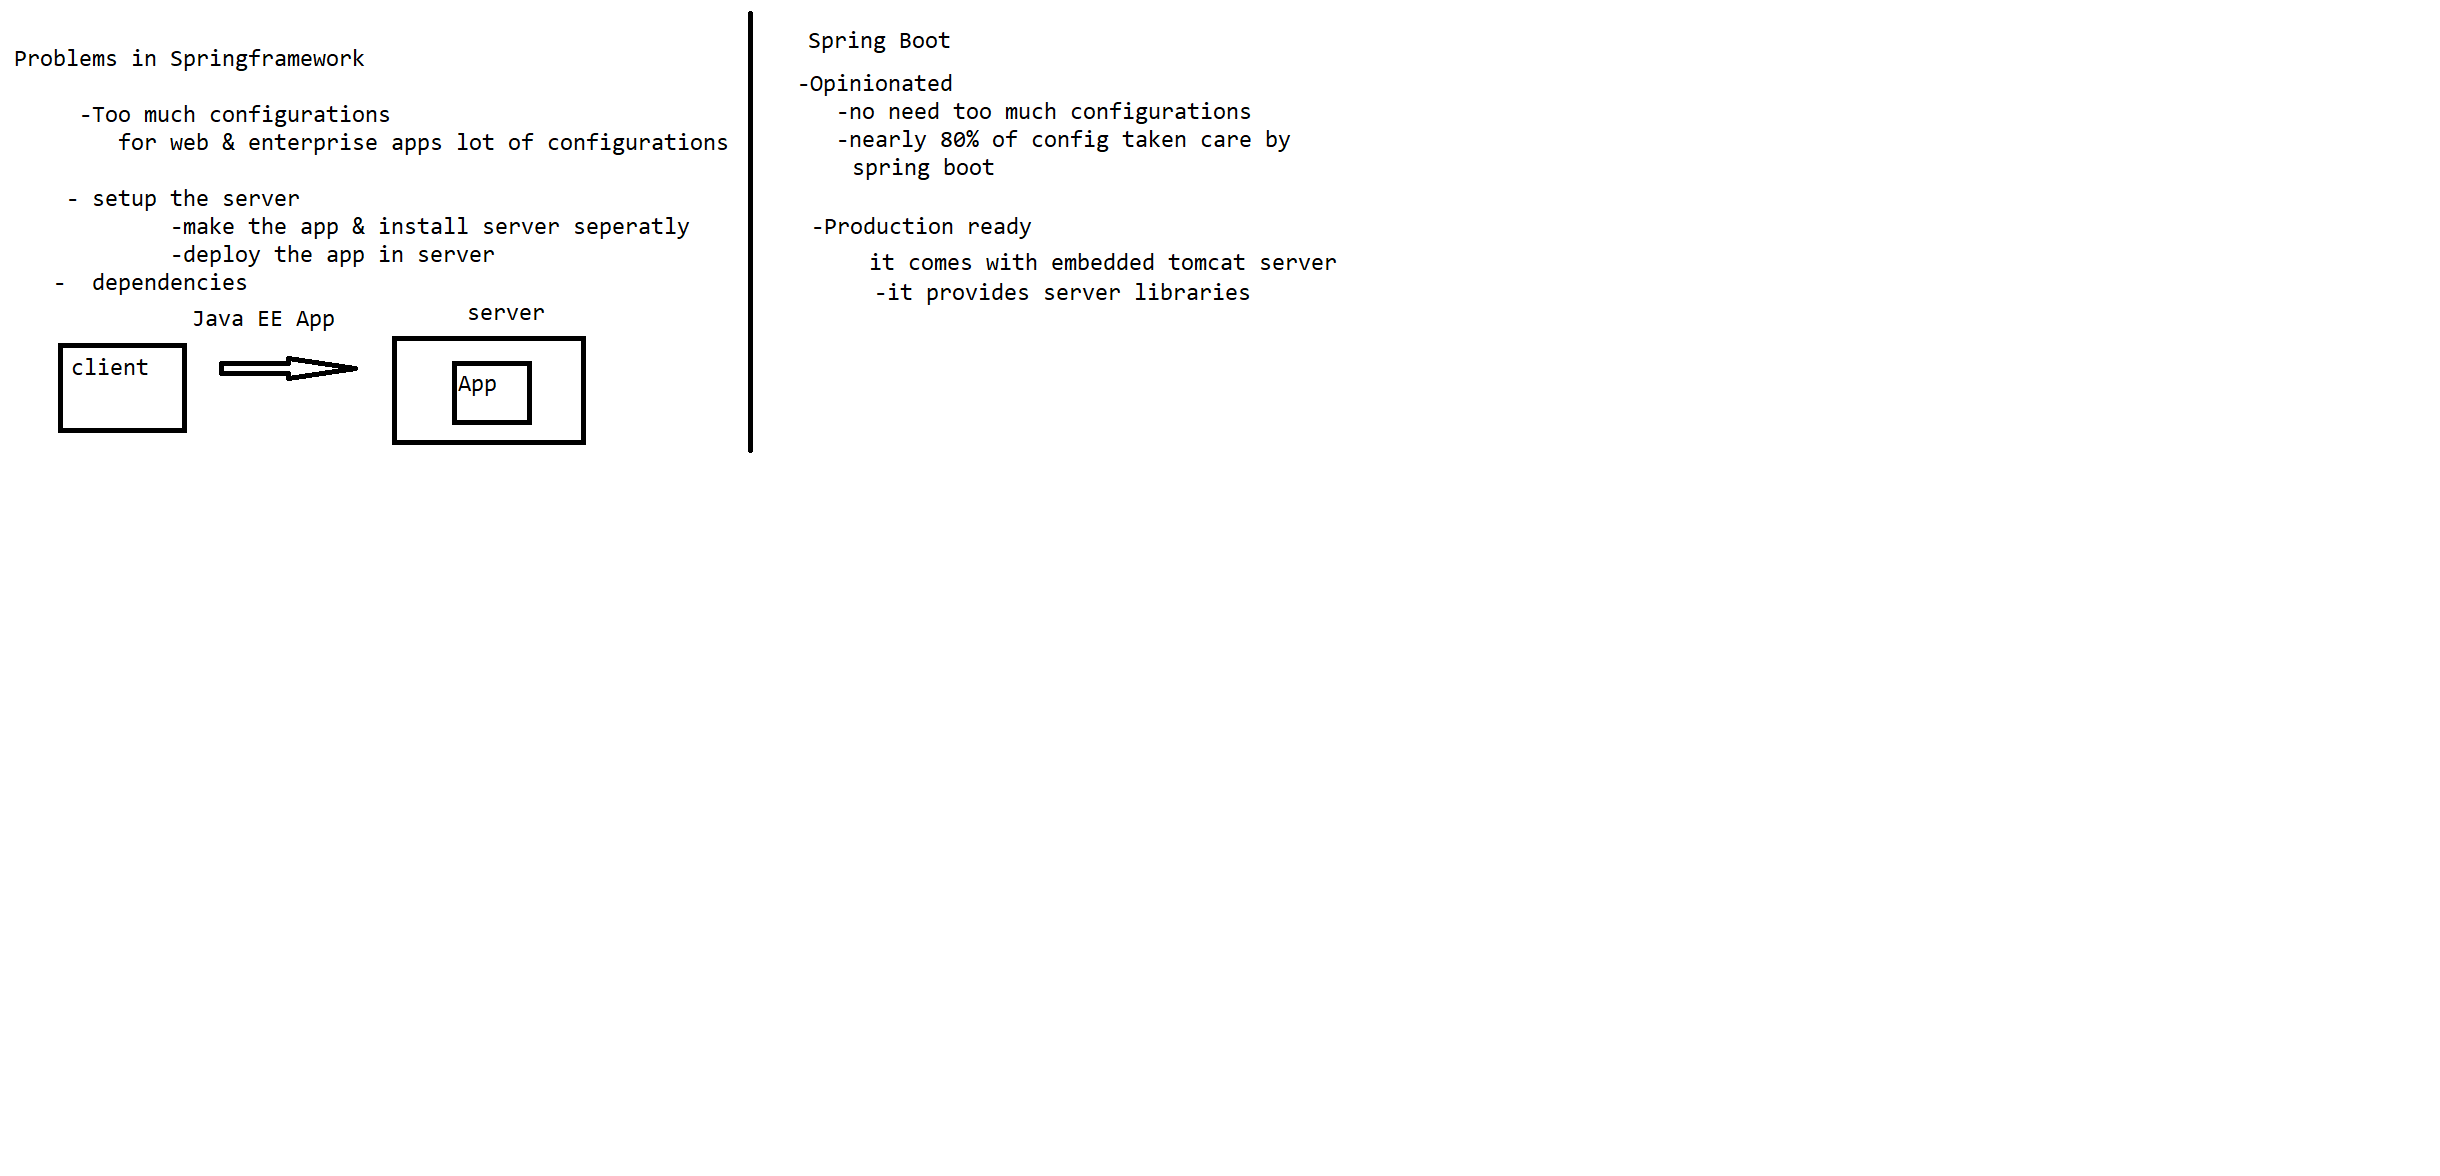 Problems in Springframework
-Too much configurations
for web & enterprise apps lot of configurations
- setup the server
-make the app & install server seperatly
-deploy the app in server
- dependencies
Java EE App
server
client
App
Spring Boot
-Opinionated
-no need too much configurations
-nearly 80% of config taken care by
spring boot
-Production ready
it comes with embedded tomcat server
-it provides server libraries